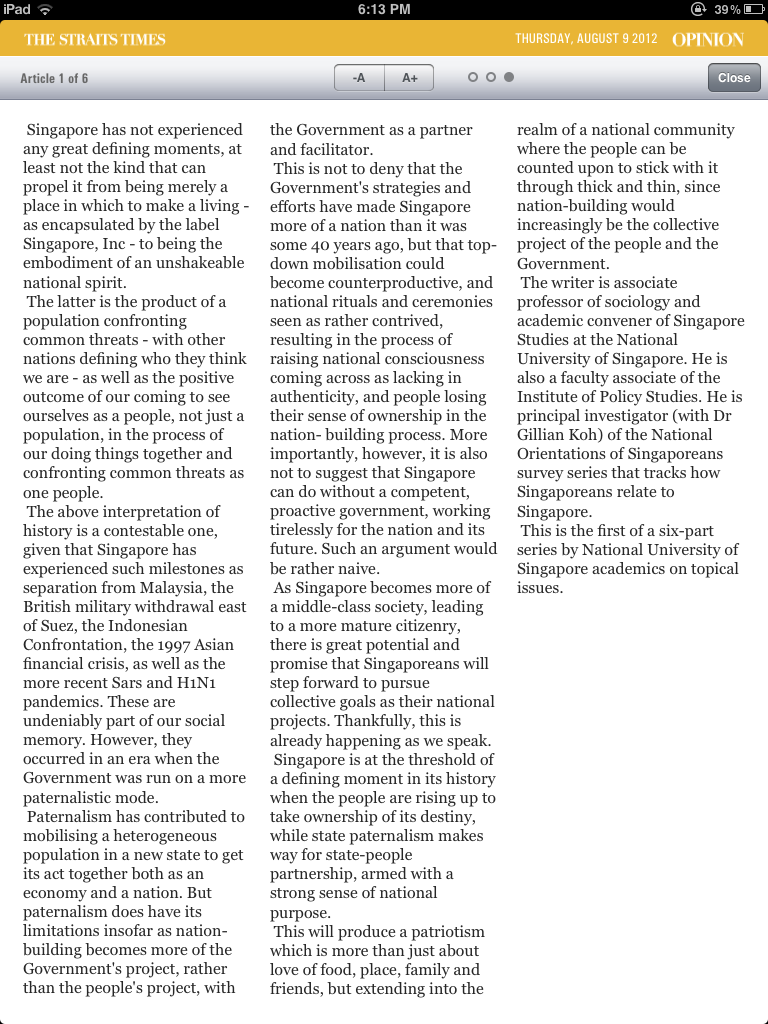 iPad 6:13 PM 39%
THE STRAITS TIMES THURSDAY, AUGUST 9 2012 OPINION
Article 1 of 6 -A A+ Close
Singapore has not experienced
any great defining moments, at
least not the kind that can
propel it from being merely a
place in which to make a living -
as encapsulated by the label
Singapore, Inc - to being the
embodiment of an unshakeable
national spirit.
The latter is the product of a
population confronting
common threats - with other
nations defining who they think
we are - as well as the positive
outcome of our coming to see
ourselves as a people, not just a
population, in the process of
our doing things together and
confronting common threats as
one people.
The above interpretation of
history is a contestable one,
given that Singapore has
experienced such milestones as
separation from Malaysia, the
British military withdrawal east
of Suez, the Indonesian
Confrontation, the 1997 Asian
financial crisis, as well as the
more recent Sars and H1N1
pandemics. These are
undeniably part of our social
memory. However, they
occurred in an era when the
Government was run on a more
paternalistic mode.
Paternalism has contributed to
mobilising a heterogeneous
population in a new state to get
its act together both as an
economy and a nation. But
paternalism does have its
limitations insofar as nation-
building becomes more of the
Government's project, rather
than the people's project, with
the Government as a partner
and facilitator.
This is not to deny that the
Government's strategies and
efforts have made Singapore
more of a nation than it was
some 40 years ago, but that top-
down mobilisation could
become counterproductive, and
national rituals and ceremonies
seen as rather contrived,
resulting in the process of
raising national consciousness
coming across as lacking in
authenticity, and people losing
their sense of ownership in the
nation- building process. More
importantly, however, it is also
not to suggest that Singapore
can do without a competent,
proactive government, working
tirelessly for the nation and its
future. Such an argument would
be rather naive.
As Singapore becomes more of
a middle-class society, leading
to a more mature citizenry,
there is great potential and
promise that Singaporeans will
step forward to pursue
collective goals as their national
projects. Thankfully, this is
already happening as we speak.
Singapore is at the threshold of
a defining moment in its history
when the people are rising up to
take ownership of its destiny,
while state paternalism makes
way for state-people
partnership, armed with a
strong sense of national
purpose.
This will produce a patriotism
which is more than just about
love of food, place, family and
friends, but extending into the
realm of a national community
where the people can be
counted upon to stick with it
through thick and thin, since
nation-building would
increasingly be the collective
project of the people and the
Government.
The writer is associate
professor of sociology and
academic convener of Singapore
Studies at the National
University of Singapore. He is
also a faculty associate of the
Institute of Policy Studies. He is
principal investigator (with Dr
Gillian Koh) of the National
Orientations of Singaporeans
survey series that tracks how
Singaporeans relate to
Singapore.
This is the first of a six-part
series by National University of
Singapore academics on topical
issues.